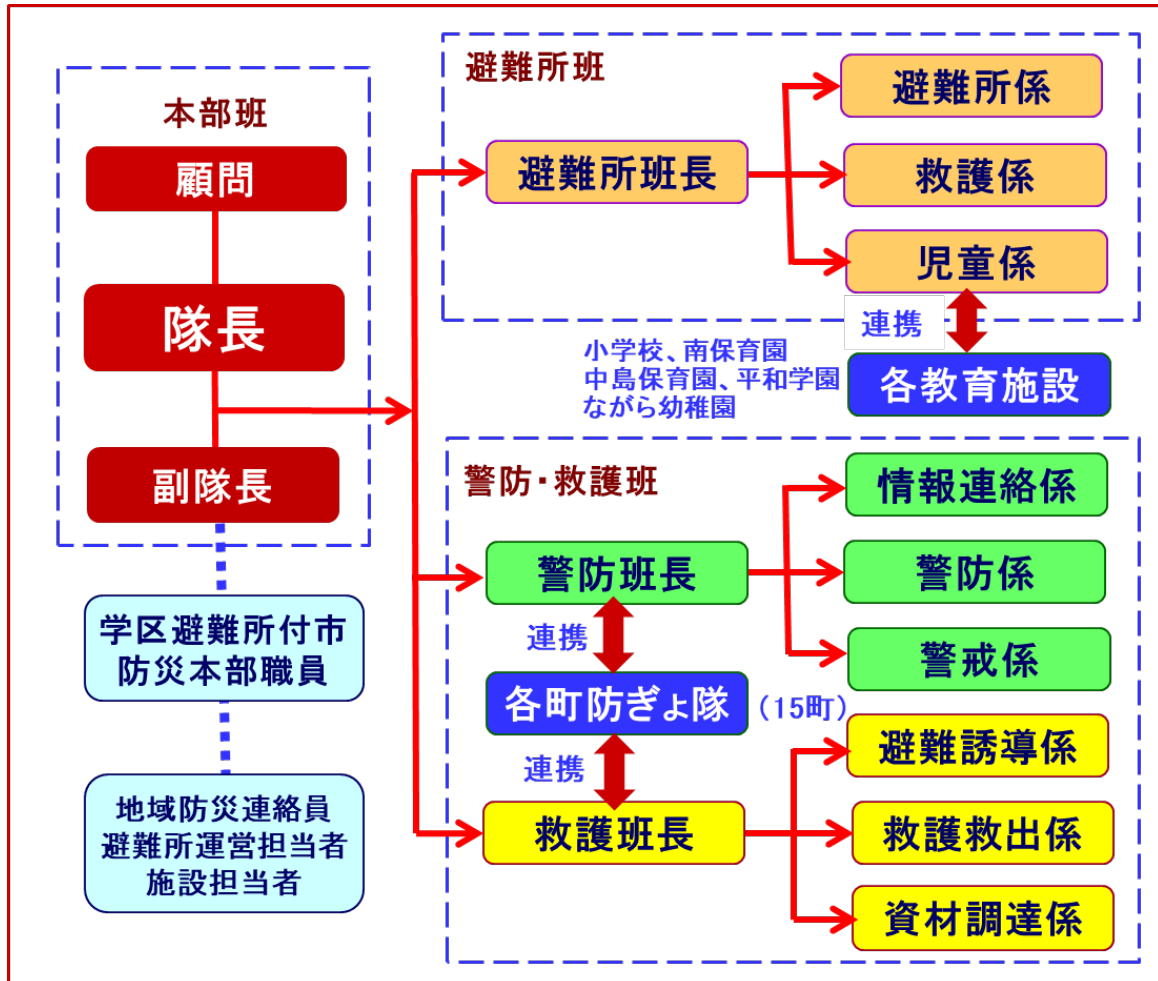 本部班
顧問
隊長
副隊長
学区避難所付市
防災本部職員
地域防災連絡員
避難所運営担当者
施設担当者
避難所班
避難所班長
避難所係
救護係
児童係
連携
小学校、南保育園
中島保育園、平和学園
ながら幼稚園
各教育施設
警防・救護班
警防班長
情報連絡係
警防係
警戒係
連携
各町防ぎょ隊 (15町)
連携
救護班長
避難誘導係
救護救出係
資材調達係